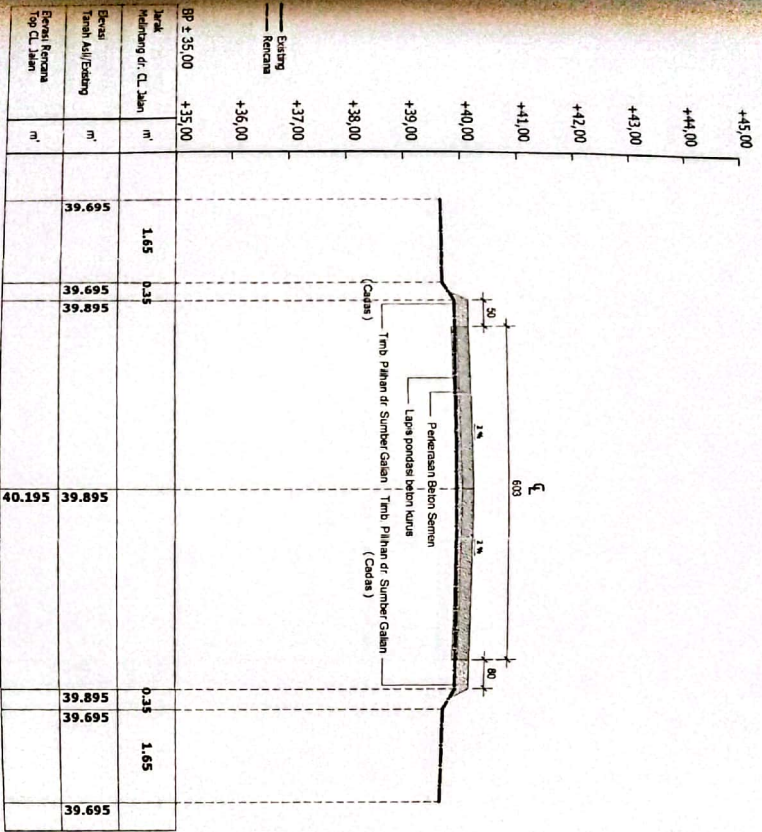 +45,00
+44,00
+43,00
+42,00
+41,00
+40,00
+39,00
+38,00
+37,00
+36,00
BP ± 35,00 +35,00
Existing
Rencana
℄
603
50
80
2%
2%
Perkerasan Beton Semen
Lapis pondasi beton kurus
Timb. Pilihan dr. Sumber Galian
(Cadas)
Timb. Pilihan dr. Sumber Galian
(Cadas)
Jarak
Melintang dr. CL. Jalan m'
1.65 0.35 0.35 1.65
Elevasi
Tanah Asli/Existing m'
39.695 39.695 39.895 39.895 39.895 39.695 39.695
Elevasi Rencana
Top CL. Jalan m'
40.195